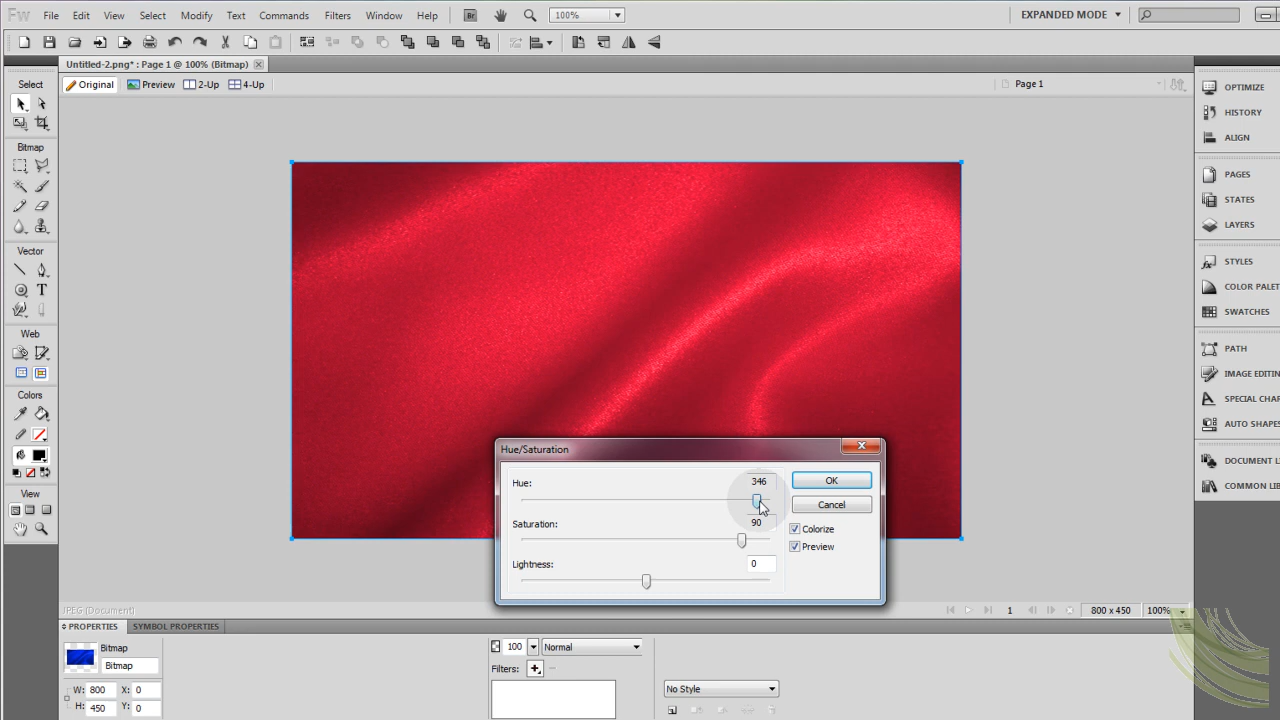 Fw File Edit View Select Modify Text Commands Filters Window Help Br 100% EXPANDED MODE
Untitled-2.png* : Page 1 @ 100% (Bitmap)
Original Preview 2-Up 4-Up Page 1
Select
Bitmap
Vector
T
Web
Colors
View
OPTIMIZE
HISTORY
ALIGN
PAGES
STATES
LAYERS
STYLES
COLOR PALET
SWATCHES
PATH
IMAGE EDITIN
SPECIAL CHAR
AUTO SHAPES
DOCUMENT L
COMMON LIB
Hue/Saturation
Hue: 346 OK
Cancel
Saturation: 90 Colorize
Preview
Lightness: 0
JPEG (Document) 1 800 x 450 100%
PROPERTIES SYMBOL PROPERTIES
Bitmap 100 Normal
Bitmap Filters:
W: 800 X: 0 No Style
H: 450 Y: 0